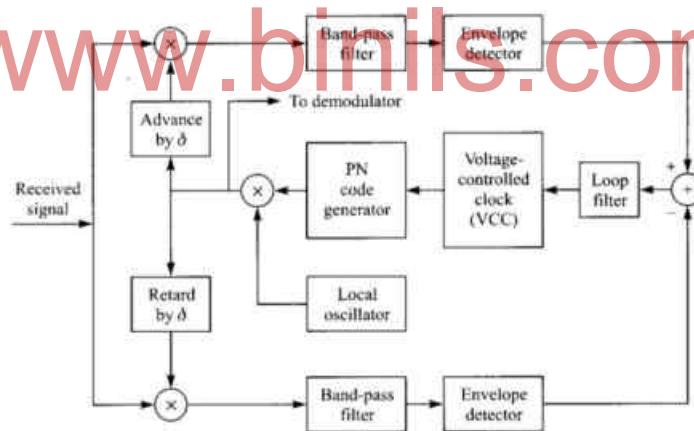 www.binils.com
Band-pass
filter
Envelope
detector
To demodulator
Advance
by ∂
Received
signal
PN
code
generator
Voltage-
controlled
clock
(VCC)
Loop
filter
+
−
Retard
by ∂
Local
oscillator
Band-pass
filter
Envelope
detector